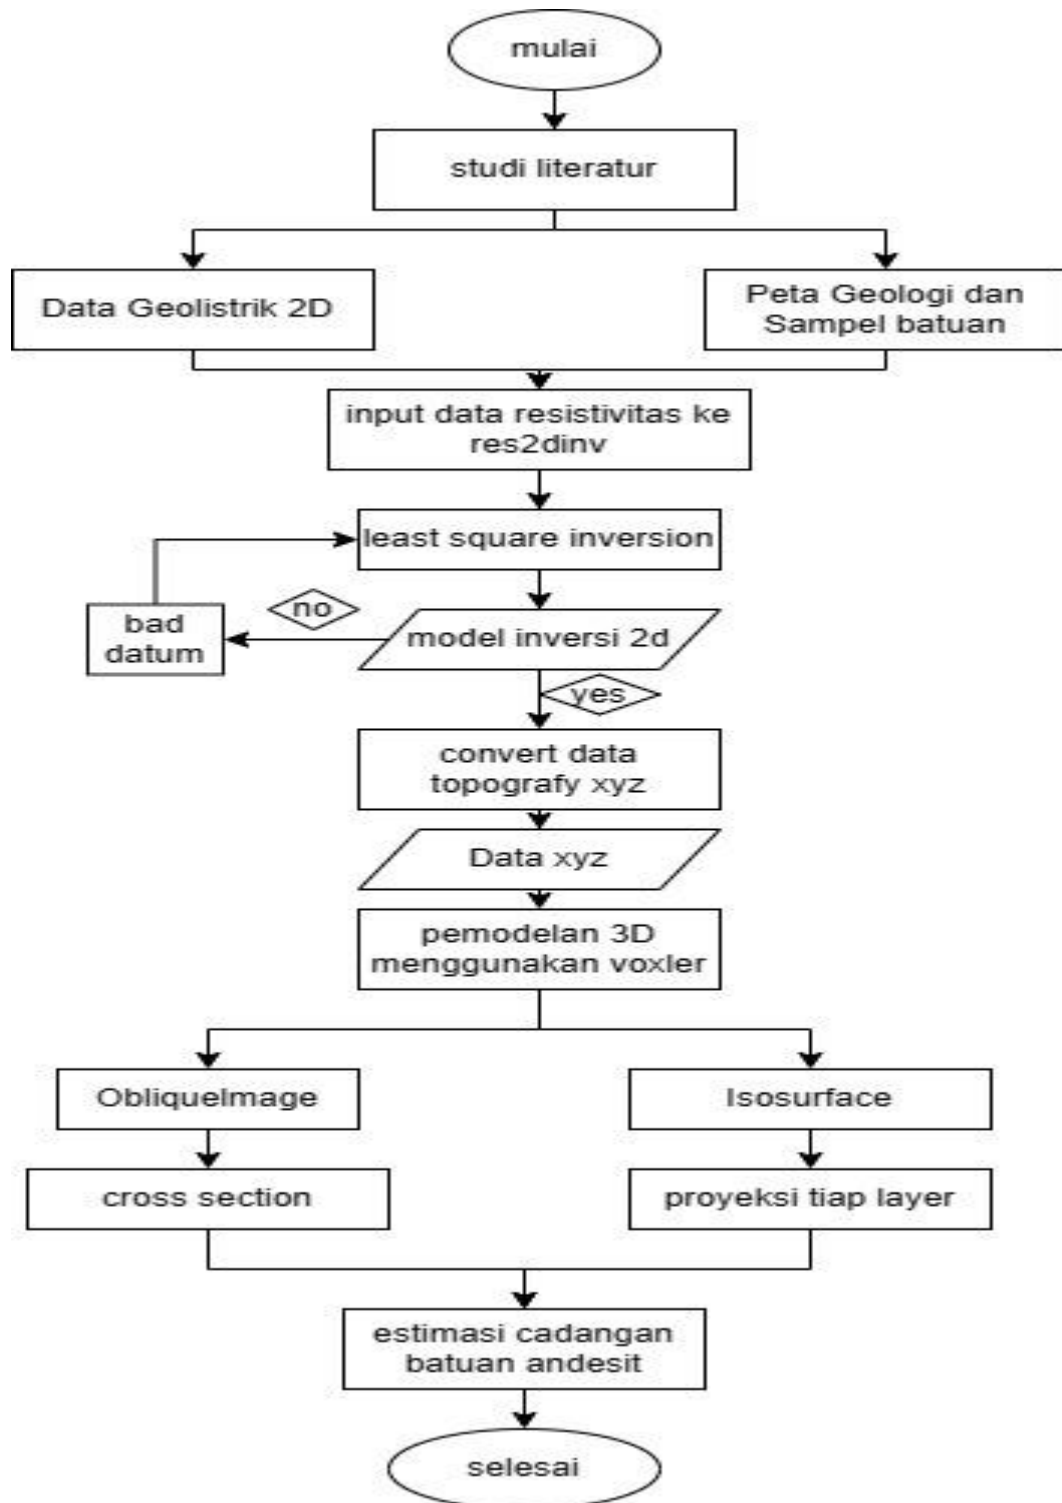 mulai
studi literatur
Data Geolistrik 2D
Peta Geologi dan
Sampel batuan
input data resistivitas ke
res2dinv
least square inversion
no
bad
datum
model inversi 2d
yes
convert data
topografy xyz
Data xyz
pemodelan 3D
menggunakan voxler
ObliqueImage
Isosurface
cross section
proyeksi tiap layer
estimasi cadangan
batuan andesit
selesai